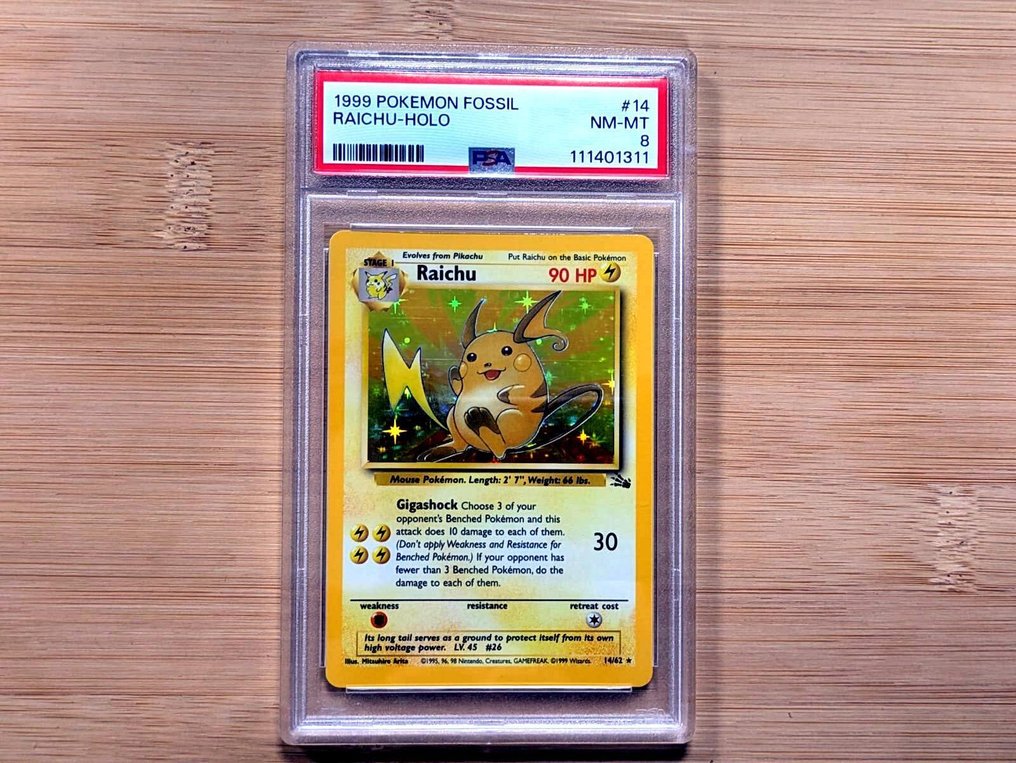 1999 POKEMON FOSSIL #14
RAICHU-HOLO NM-MT
8
PSA 111401311
Evolves from Pikachu Put Raichu on the Basic Pokémon
STAGE 1
Raichu 90 HP
Mouse Pokémon. Length: 2' 7", Weight: 66 lbs.
Gigashock Choose 3 of your
opponent's Benched Pokémon and this
attack does 10 damage to each of them.
(Don't apply Weakness and Resistance for
Benched Pokémon.) If your opponent has
fewer than 3 Benched Pokémon, do the
damage to each of them.
30
weakness resistance retreat cost
Its long tail serves as a ground to protect itself from its own
high voltage power. LV. 45 #26
Illus. Mitsuhiro Arita ©1995, 96, 98 Nintendo, Creatures, GAMEFREAK. ©1999 Wizards. 14/62 ★